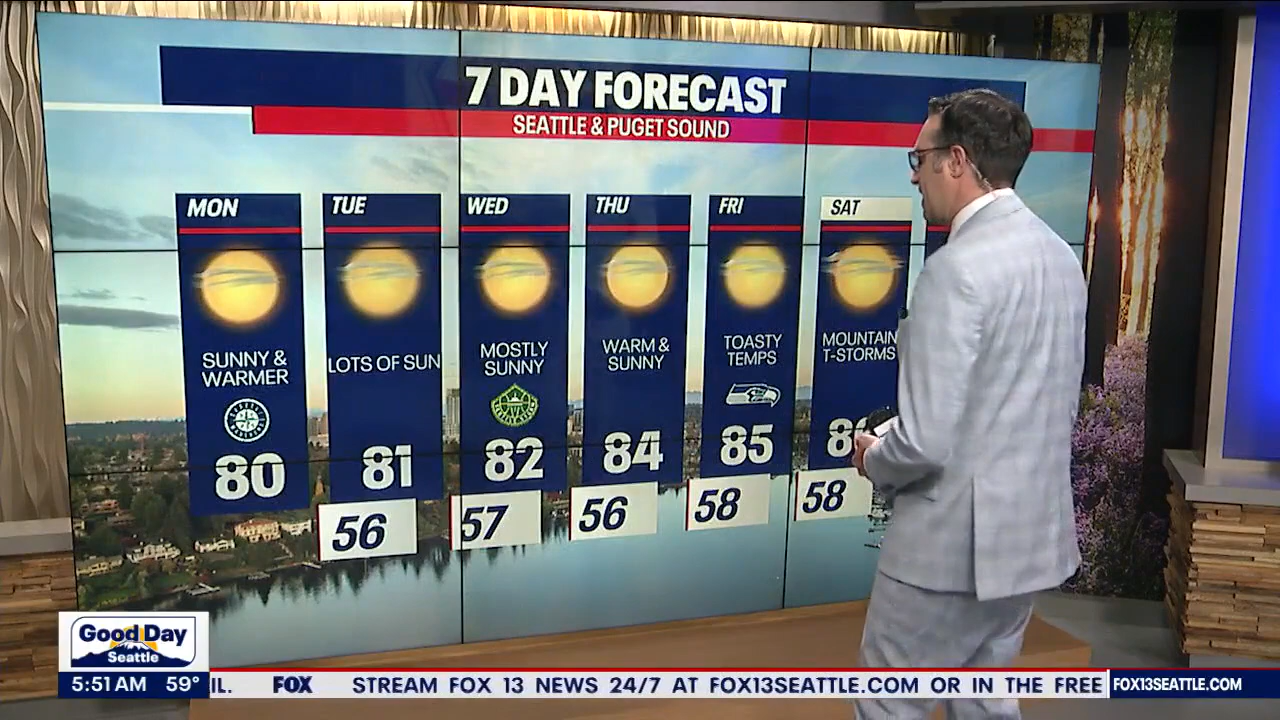 7 DAY FORECAST
SEATTLE & PUGET SOUND
MON
SUNNY &
WARMER
80
TUE
LOTS OF SUN
81
56
WED
MOSTLY
SUNNY
82
57
THU
WARM &
SUNNY
84
56
FRI
TOASTY
TEMPS
85
58
SAT
MOUNTAIN
T-STORMS
58
Good Day
Seattle
5:51 AM 59°
IL. FOX STREAM FOX 13 NEWS 24/7 AT FOX13SEATTLE.COM OR IN THE FREE
FOX13SEATTLE.COM